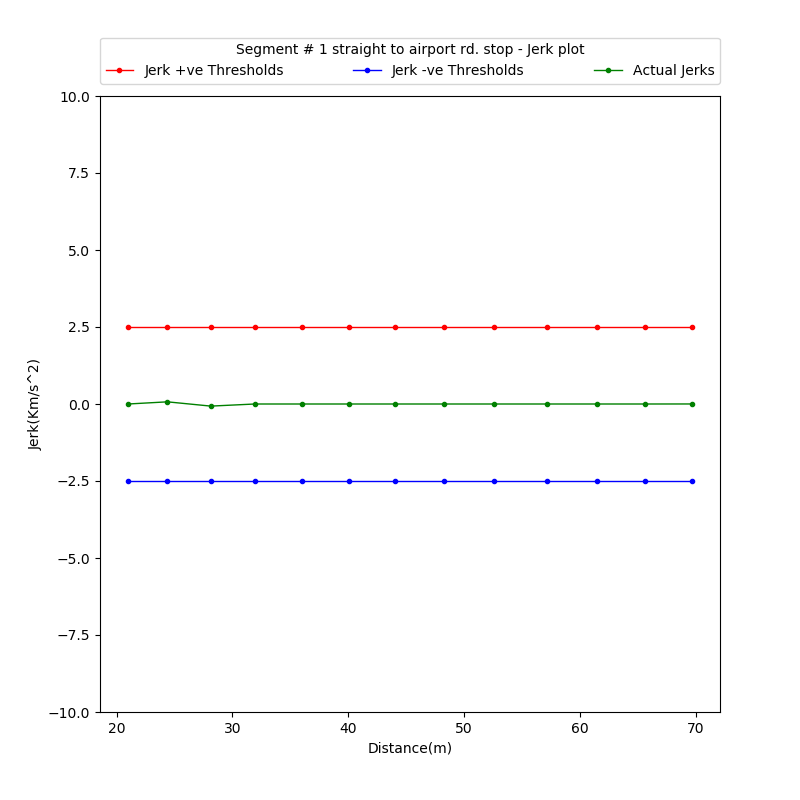 Segment # 1 straight to airport rd. stop - Jerk plot
Jerk +ve Thresholds Jerk -ve Thresholds Actual Jerks
10.0
7.5
5.0
2.5
0.0
−2.5
−5.0
−7.5
−10.0
Jerk(Km/s^2)
20 30 40 50 60 70
Distance(m)